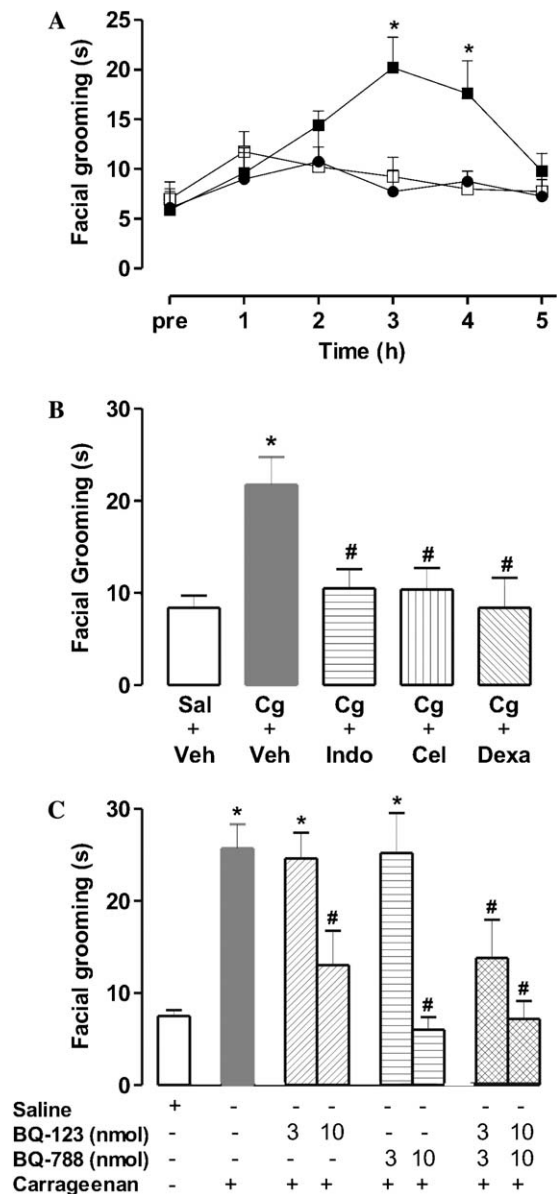 A
Facial grooming (s)
25
20
15
10
5
0
* *
pre 1 2 3 4 5
Time (h)
B
Facial Grooming (s)
30
20
10
0
* # # #
Sal Cg Cg Cg Cg
+ + + + +
Veh Veh Indo Cel Dexa
C
Facial grooming (s)
30
20
10
0
* * # * # # #
Saline + - - - - - - -
BQ-123 (nmol) - - 3 10 - - 3 10
BQ-788 (nmol) - - - - 3 10 3 10
Carrageenan - + + + + + + +